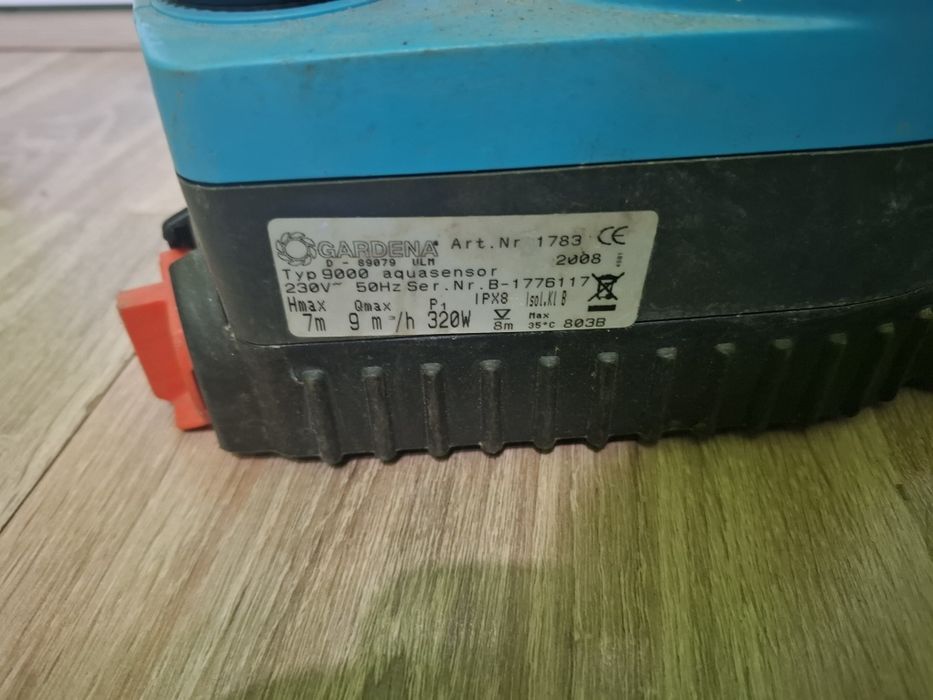 GARDENA® Art.Nr 1783 CE
D - 89079 ULM 2008
Typ 9000 aquasensor
230V~ 50Hz Ser.Nr.B-1776117
Hmax Qmax P1 IPX8 Isol.Kl B
7m 9 m³/h 320W 8m Max 35°C 803B